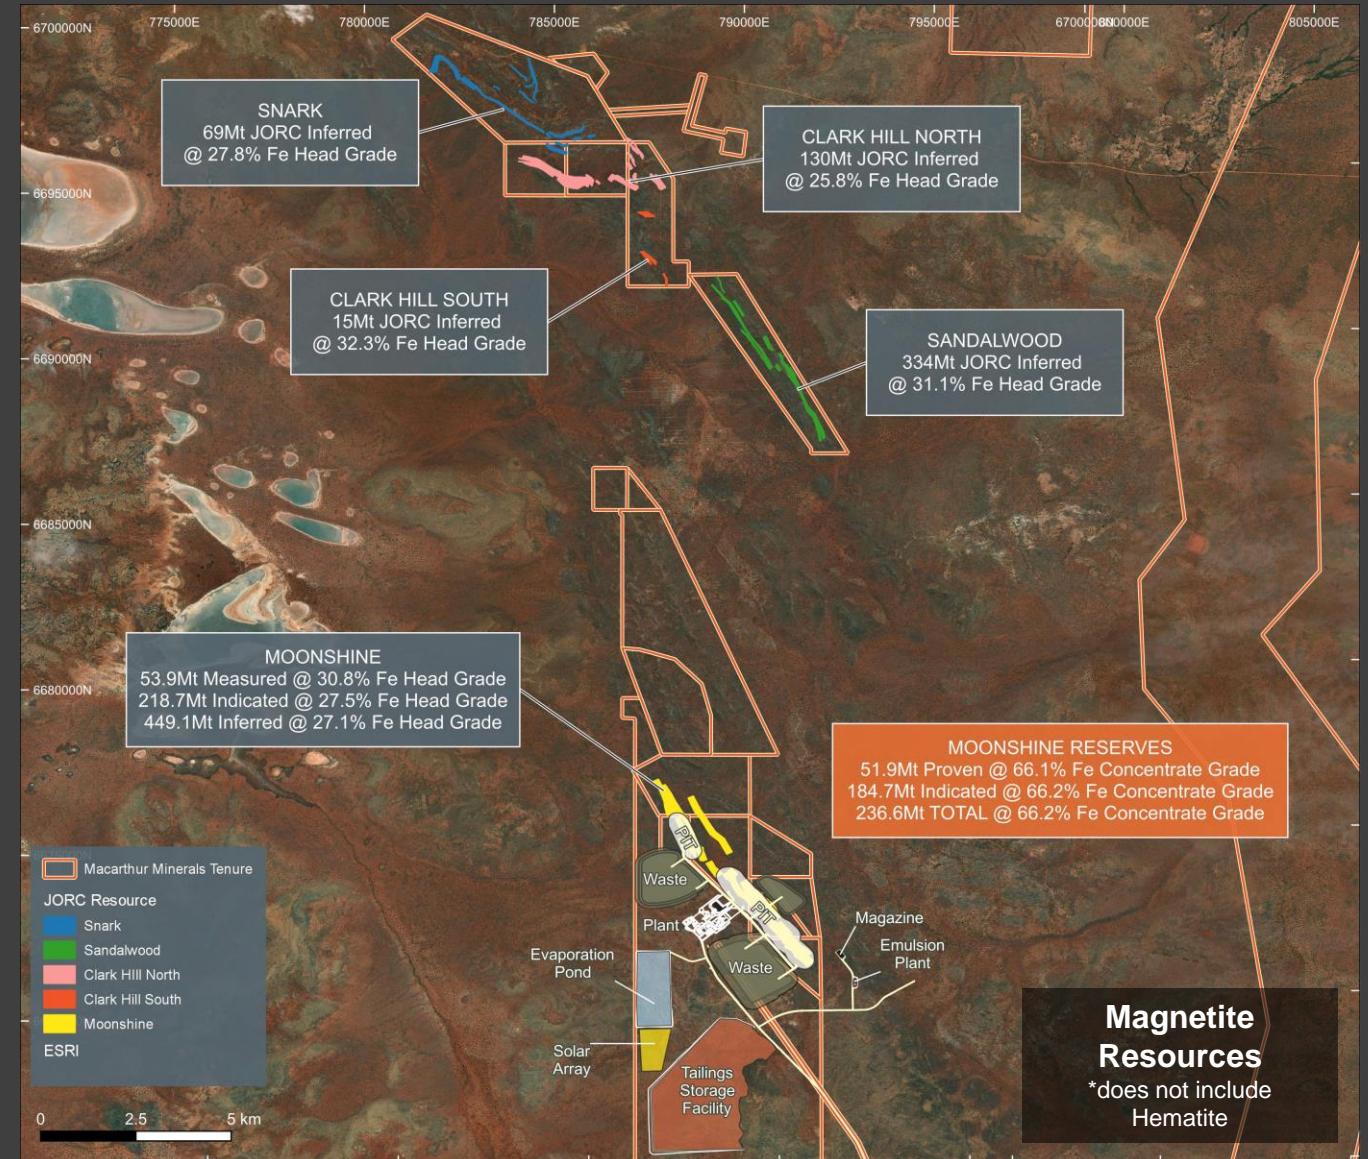 775000E
780000E
785000E
790000E
795000E
800000E
805000E
6700000N
6700000N
SNARK
69Mt JORC Inferred
@ 27.8% Fe Head Grade
CLARK HILL NORTH
130Mt JORC Inferred
@ 25.8% Fe Head Grade
6695000N
CLARK HILL SOUTH
15Mt JORC Inferred
@ 32.3% Fe Head Grade
SANDALWOOD
334Mt JORC Inferred
@ 31.1% Fe Head Grade
6690000N
6685000N
MOONSHINE
53.9Mt Measured @ 30.8% Fe Head Grade
218.7Mt Indicated @ 27.5% Fe Head Grade
449.1Mt Inferred @ 27.1% Fe Head Grade
6680000N
MOONSHINE RESERVES
51.9Mt Proven @ 66.1% Fe Concentrate Grade
184.7Mt Indicated @ 66.2% Fe Concentrate Grade
236.6Mt TOTAL @ 66.2% Fe Concentrate Grade
PIT
Waste
Plant
PIT
Waste
Magazine
Emulsion
Plant
Evaporation
Pond
Solar
Array
Tailings
Storage
Facility
Macarthur Minerals Tenure
JORC Resource
Snark
Sandalwood
Clark HIll North
Clark Hill South
Moonshine
ESRI
0
2.5
5 km
Magnetite
Resources
*does not include
Hematite